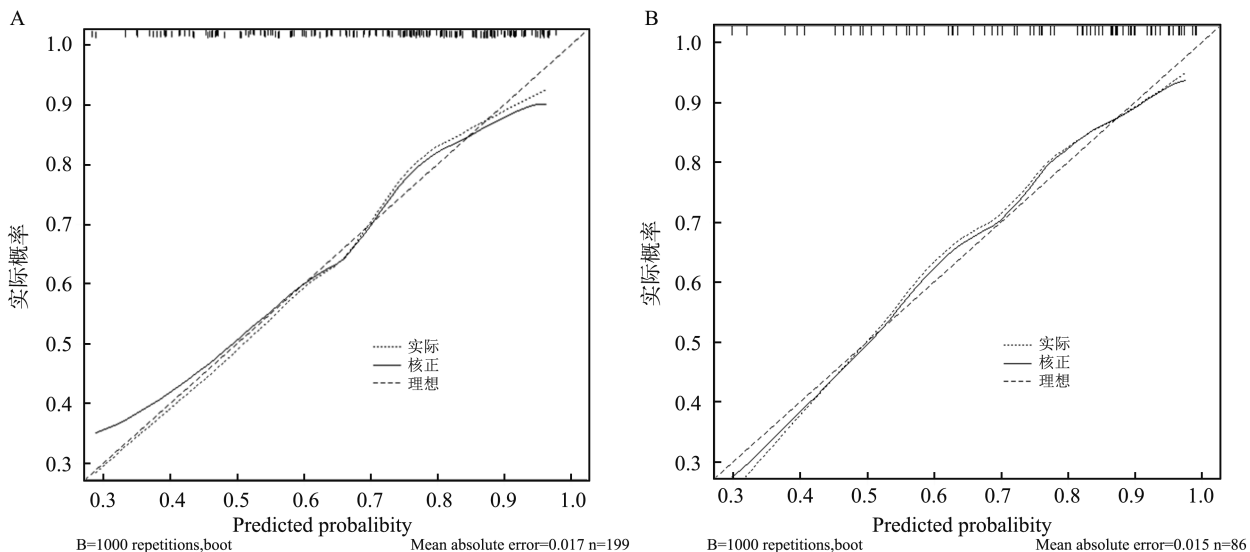 A
1.0
0.9
0.8
0.7
0.6
0.5
0.4
0.3
实际概率
实际
核正
理想
0.3 0.4 0.5 0.6 0.7 0.8 0.9 1.0
Predicted probalibity
B=1000 repetitions,boot Mean absolute error=0.017 n=199
B
1.0
0.9
0.8
0.7
0.6
0.5
0.4
0.3
实际概率
实际
核正
理想
0.3 0.4 0.5 0.6 0.7 0.8 0.9 1.0
Predicted probalibity
B=1000 repetitions,boot Mean absolute error=0.015 n=86